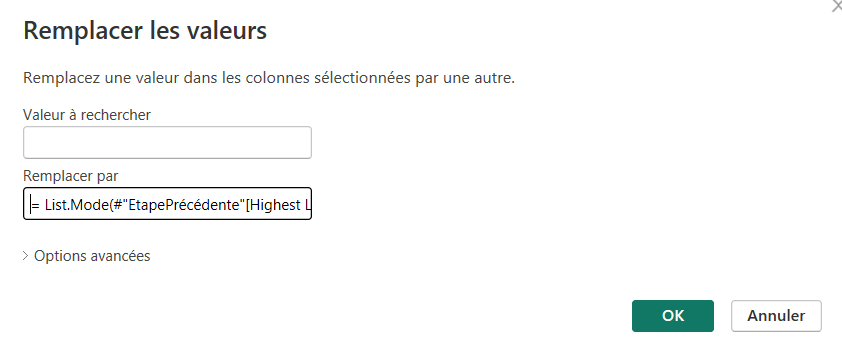 Remplacer les valeurs
Remplacez une valeur dans les colonnes sélectionnées par une autre.
Valeur à rechercher
Remplacer par
= List.Mode(#"EtapePrécédente"[Highest L
Options avancées
OK
Annuler